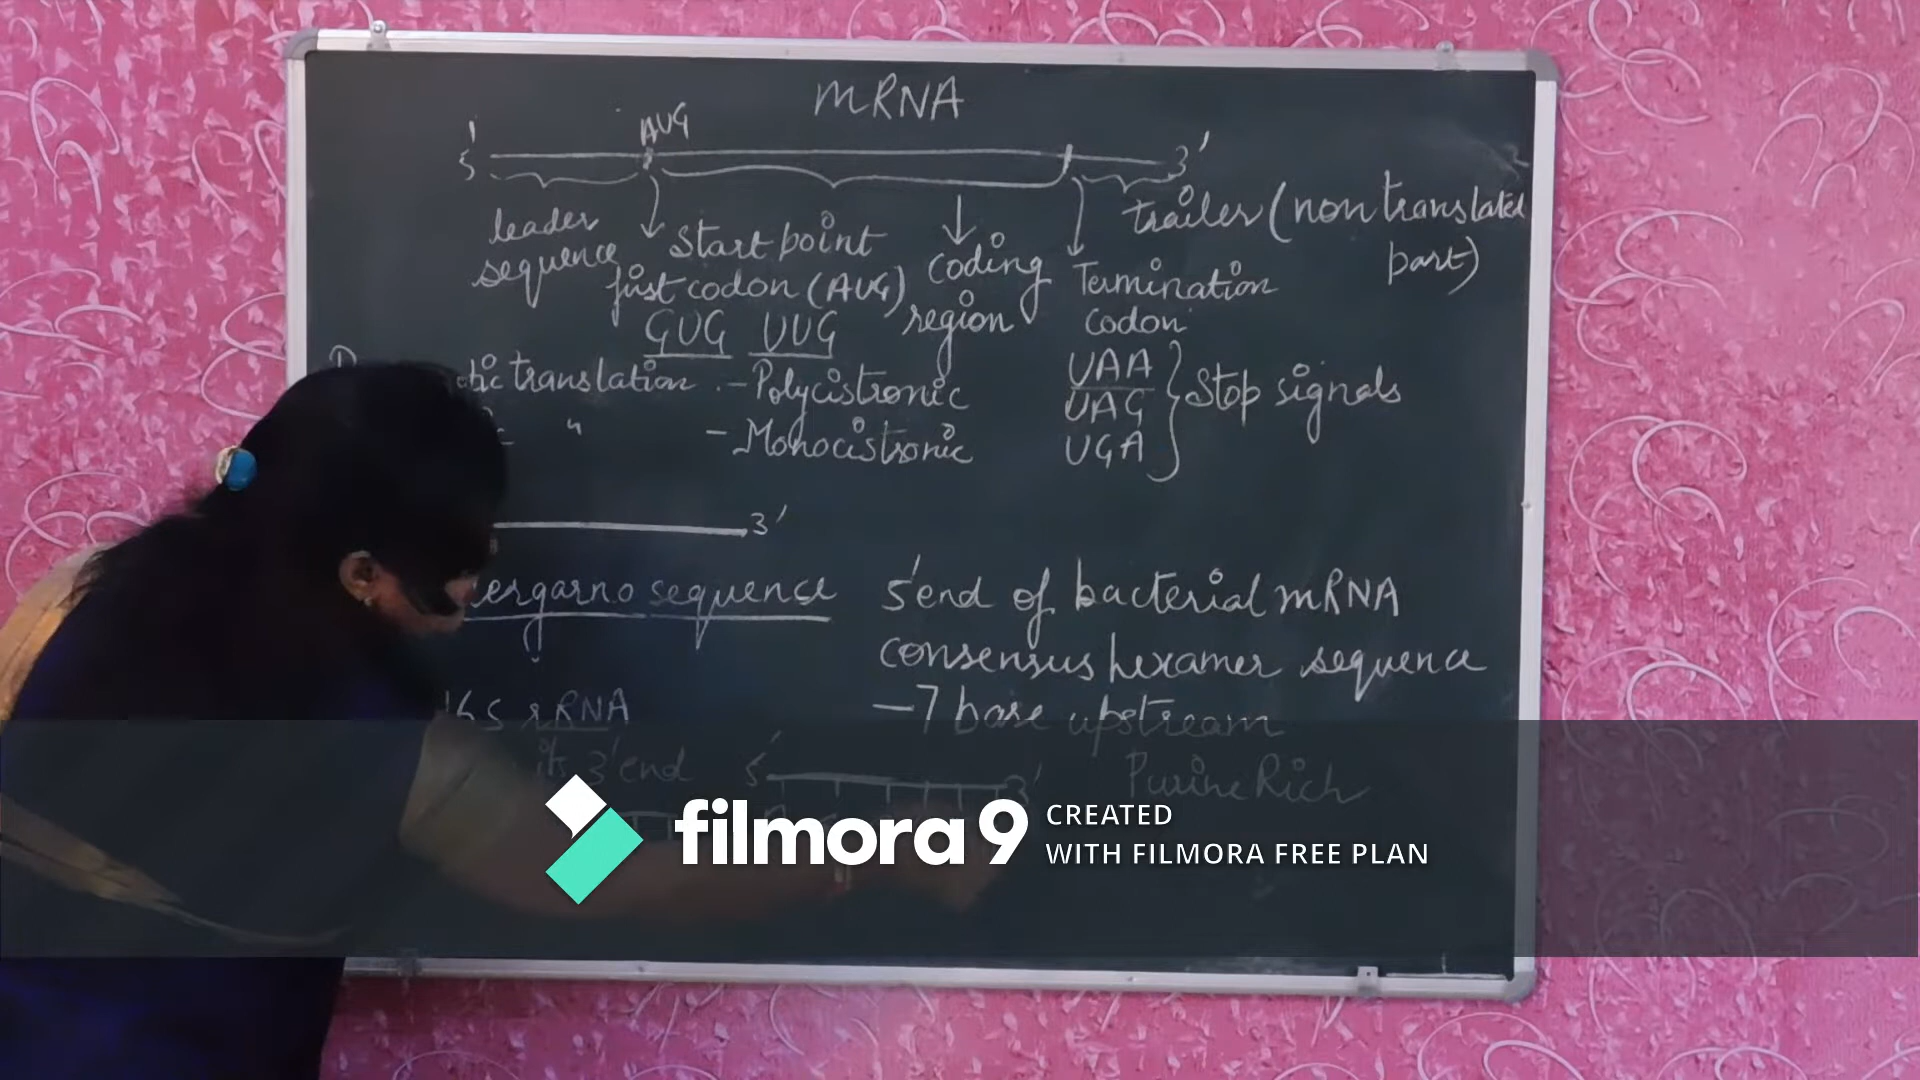 mRNA
AUG
5' 3'
leader
sequence
Start point
first codon (AUG)
GUG UUG
Coding
region
trailer (non translated
part)
Termination
codon
UAA
UAG
UGA
Stop signals
translation - Polycistronic
" - Monocistronic
3'
sequence
16S rRNA
its 3' end
5' end of bacterial mRNA
consensus hexamer sequence
-7 base upstream
5' 3'
Purine Rich
filmora9
CREATED
WITH FILMORA FREE PLAN